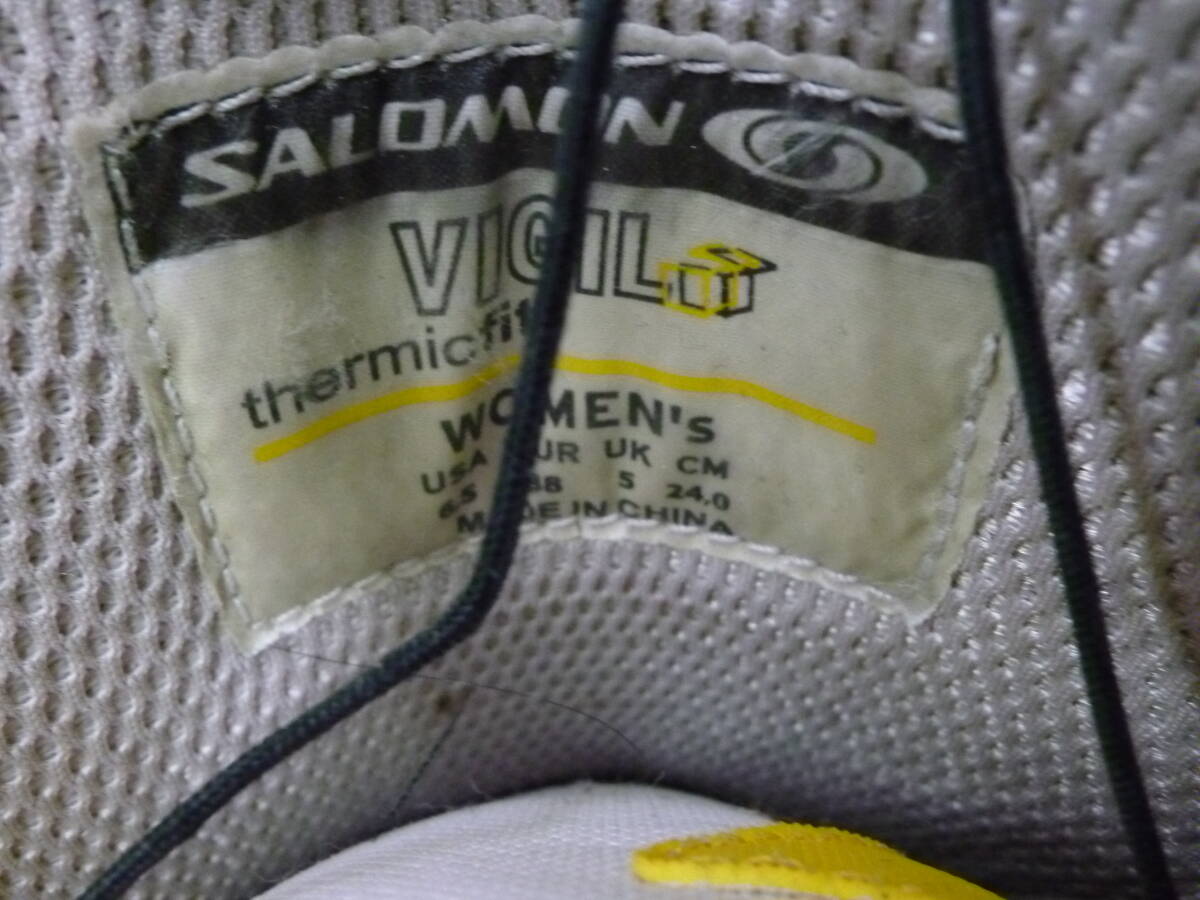 SALOMON
VIGIL
thermicfit
WOMEN's
USA EUR UK CM
6.5 38 5 24.0
MADE IN CHINA